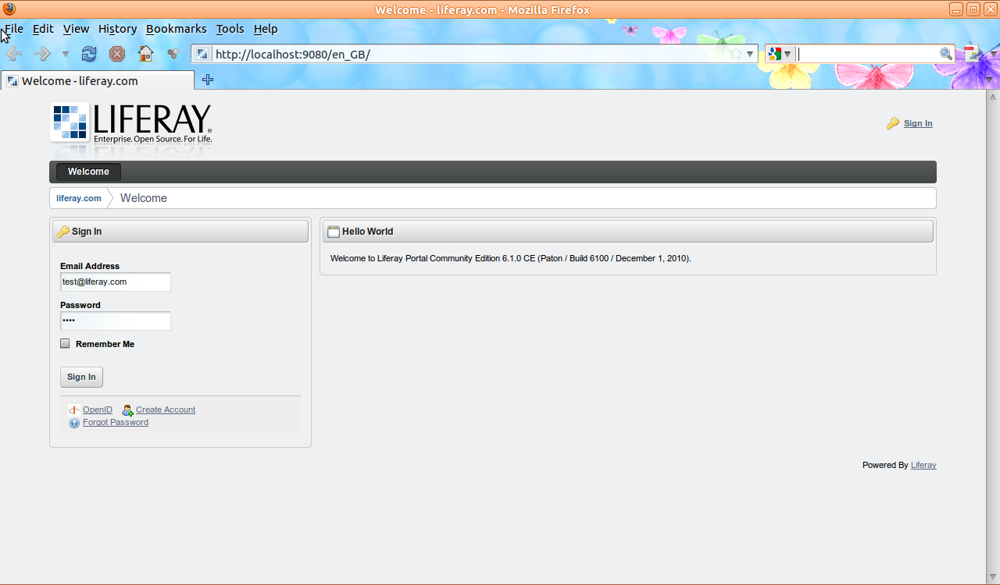 Welcome - liferay.com - Mozilla Firefox
File Edit View History Bookmarks Tools Help
http://localhost:9080/en_GB/
Welcome - liferay.com
LIFERAY®
Enterprise. Open Source. For Life.
Sign In
Welcome
liferay.com Welcome
Sign In
Email Address
test@liferay.com
Password
••••
Remember Me
Sign In
OpenID Create Account
Forgot Password
Hello World
Welcome to Liferay Portal Community Edition 6.1.0 CE (Paton / Build 6100 / December 1, 2010).
Powered By Liferay